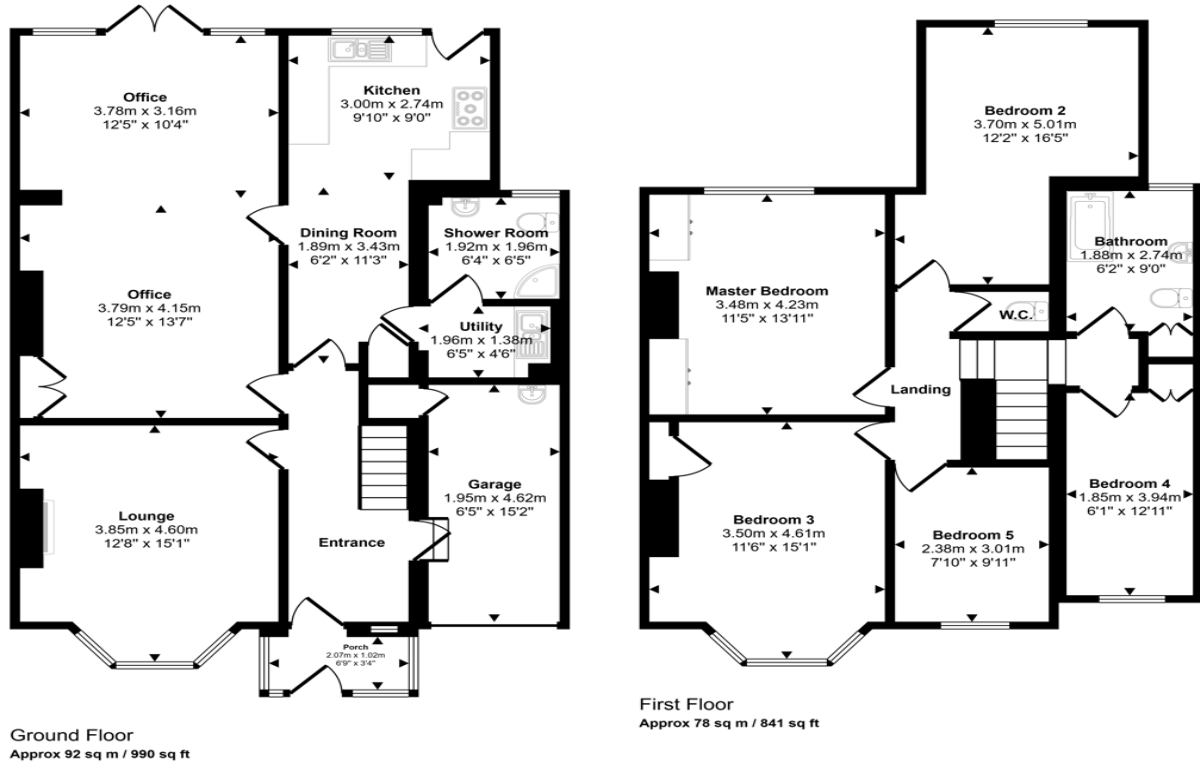 Office
3.78m x 3.16m
12'5" x 10'4"
Kitchen
3.00m x 2.74m
9'10" x 9'0"
Dining Room
1.89m x 3.43m
6'2" x 11'3"
Shower Room
1.92m x 1.96m
6'4" x 6'5"
Office
3.79m x 4.15m
12'5" x 13'7"
Utility
1.96m x 1.38m
6'5" x 4'6"
Lounge
3.85m x 4.60m
12'8" x 15'1"
Entrance
Garage
1.95m x 4.62m
6'5" x 15'2"
Porch
2.07m x 1.02m
6'9" x 3'4"
Ground Floor
Approx 92 sq m / 990 sq ft
Bedroom 2
3.70m x 5.01m
12'2" x 16'5"
Master Bedroom
3.48m x 4.23m
11'5" x 13'11"
Bathroom
1.88m x 2.74m
6'2" x 9'0"
W.C.
Landing
Bedroom 3
3.50m x 4.61m
11'6" x 15'1"
Bedroom 5
2.38m x 3.01m
7'10" x 9'11"
Bedroom 4
1.85m x 3.94m
6'1" x 12'11"
First Floor
Approx 78 sq m / 841 sq ft